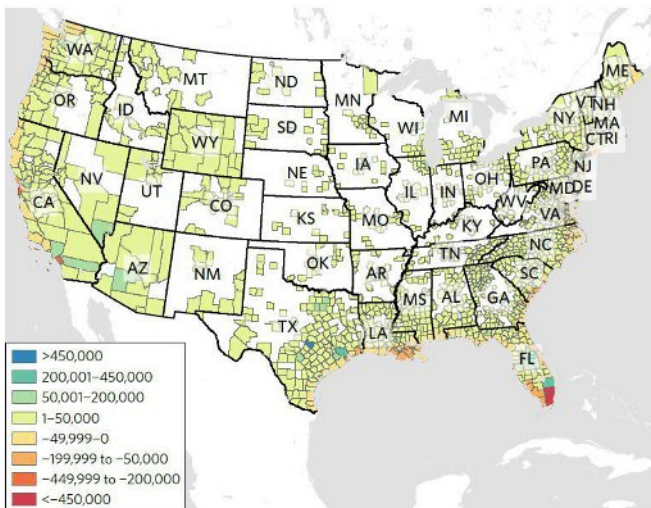 WA
MT
ND
MN
ME
OR
ID
SD
WI
MI
NY
VT
NH
MA
CT
RI
WY
NE
IA
PA
NJ
NV
UT
CO
IL
IN
OH
MD
DE
CA
KS
MO
WV
VA
KY
AZ
NM
OK
AR
TN
NC
SC
TX
LA
MS
AL
GA
FL
>450,000
200,001–450,000
50,001–200,000
1–50,000
−49,999–0
−199,999 to −50,000
−449,999 to −200,000
<−450,000